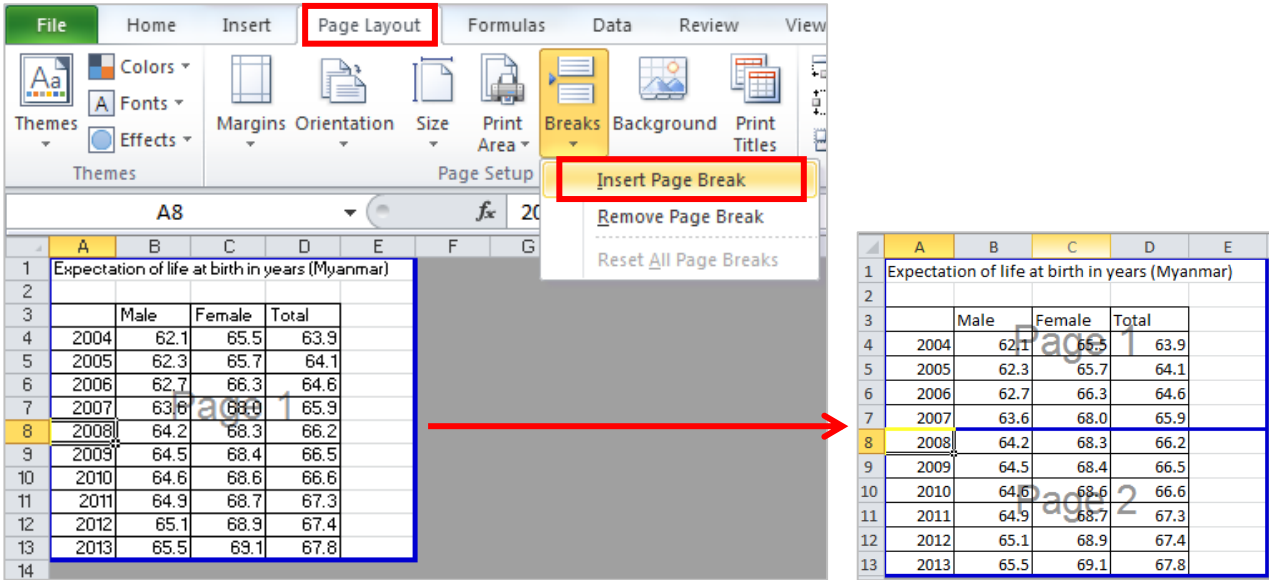 File Home Insert Page Layout Formulas Data Review View
Aa Colors
A Fonts
Effects
Themes Margins Orientation Size Print Area Breaks Background Print Titles
Themes Page Setup
Insert Page Break
Remove Page Break
Reset All Page Breaks
A8 fx 20
A B C D E F G
1 Expectation of life at birth in years (Myanmar)
2
3 Male Female Total
4 2004 62.1 65.5 63.9
5 2005 62.3 65.7 64.1
6 2006 62.7 66.3 64.6
7 2007 63.6 68.0 65.9
Page 1
8 2008 64.2 68.3 66.2
9 2009 64.5 68.4 66.5
10 2010 64.6 68.6 66.6
11 2011 64.9 68.7 67.3
12 2012 65.1 68.9 67.4
13 2013 65.5 69.1 67.8
14
A B C D E
1 Expectation of life at birth in years (Myanmar)
2
3 Male Female Total
Page 1
4 2004 62.1 65.5 63.9
5 2005 62.3 65.7 64.1
6 2006 62.7 66.3 64.6
7 2007 63.6 68.0 65.9
8 2008 64.2 68.3 66.2
9 2009 64.5 68.4 66.5
10 2010 64.6 68.6 66.6
Page 2
11 2011 64.9 68.7 67.3
12 2012 65.1 68.9 67.4
13 2013 65.5 69.1 67.8